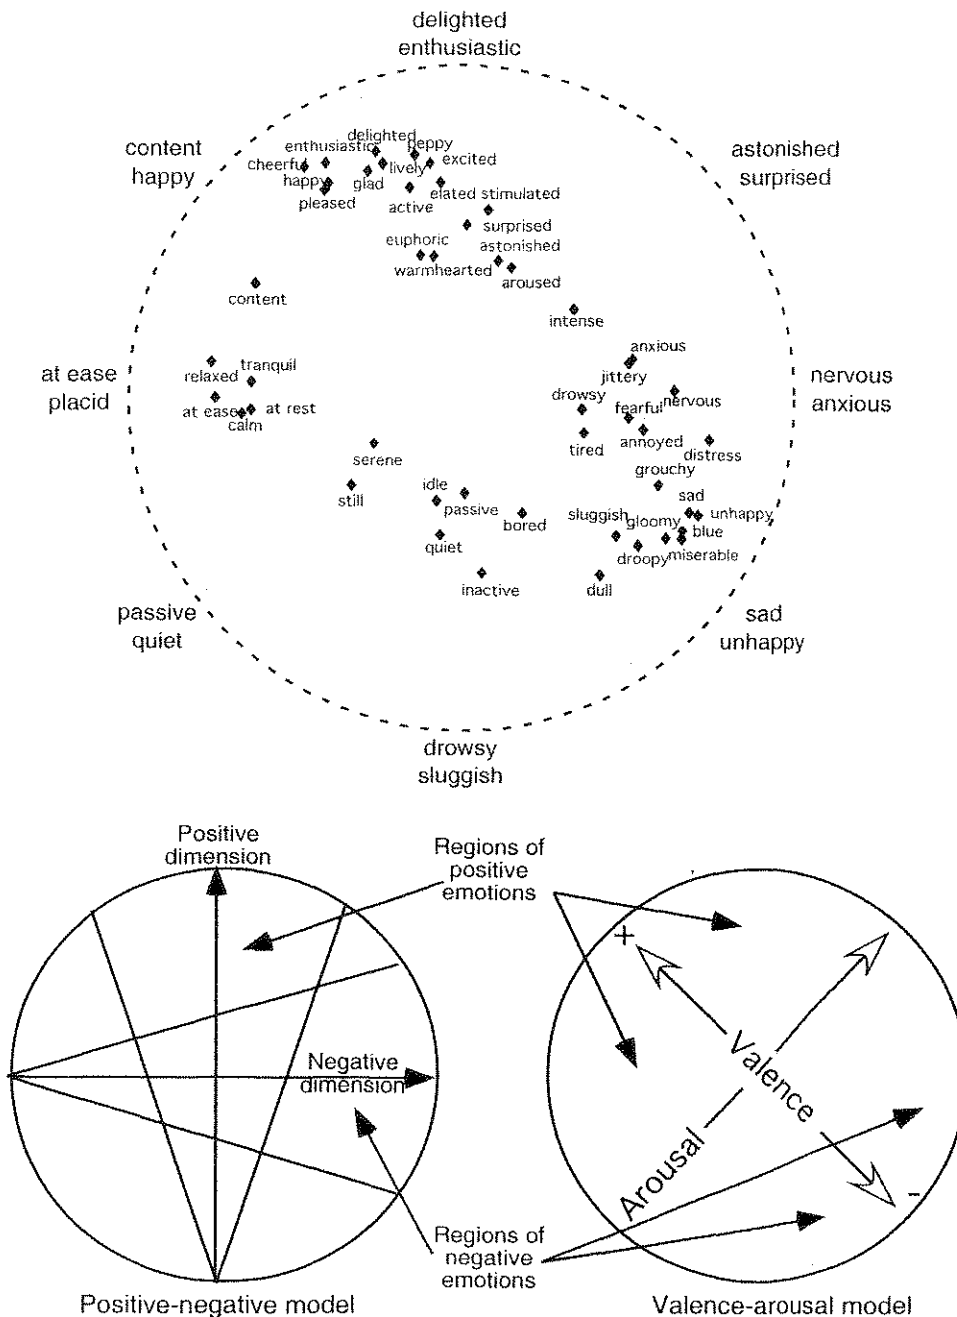 delighted
enthusiastic
content
happy
astonished
surprised
delighted
peppy
enthusiastic
cheerful
lively
excited
happy
glad
pleased
active
elated stimulated
surprised
euphoric
astonished
warmhearted
aroused
content
intense
at ease
placid
nervous
anxious
anxious
relaxed
tranquil
jittery
drowsy
nervous
at ease
at rest
fearful
calm
tired
annoyed
distress
serene
grouchy
still
idle
sad
passive
bored
sluggish
gloomy
unhappy
blue
quiet
droopy
miserable
inactive
dull
passive
quiet
sad
unhappy
drowsy
sluggish
Positive
dimension
Regions of
positive
emotions
+
Negative
dimension
Valence
Arousal
-
Regions of
negative
emotions
Positive-negative model
Valence-arousal model